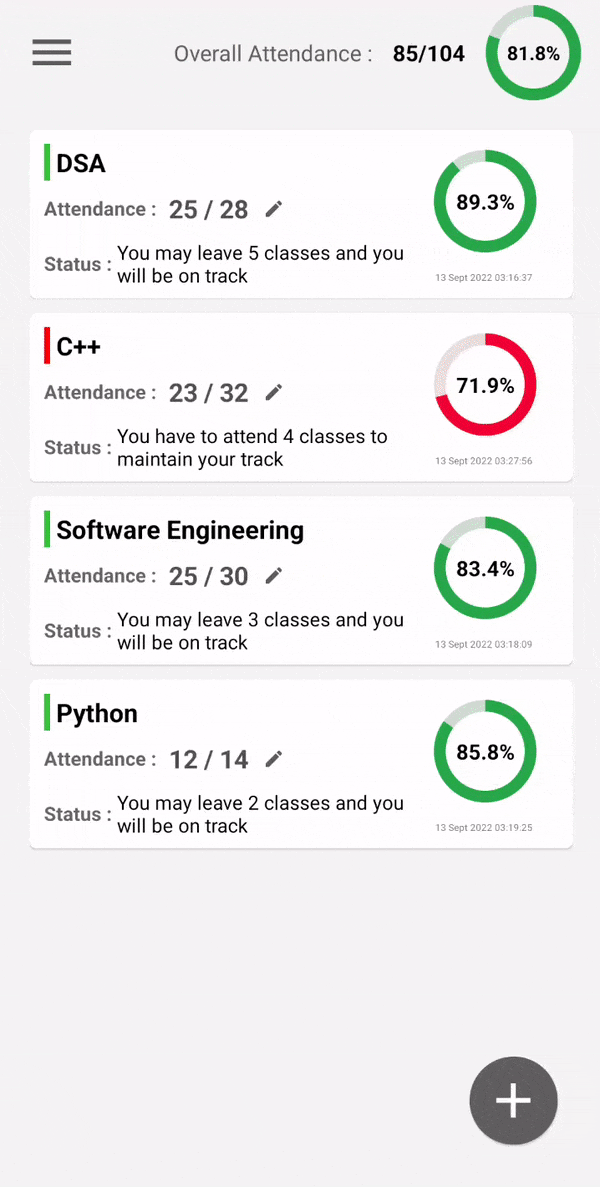 Overall Attendance : 85/104 81.8%
DSA
Attendance : 25 / 28
89.3%
Status : You may leave 5 classes and you
will be on track
13 Sept 2022 03:16:37
C++
Attendance : 23 / 32
71.9%
Status : You have to attend 4 classes to
maintain your track
13 Sept 2022 03:27:56
Software Engineering
Attendance : 25 / 30
83.4%
Status : You may leave 3 classes and you
will be on track
13 Sept 2022 03:18:09
Python
Attendance : 12 / 14
85.8%
Status : You may leave 2 classes and you
will be on track
13 Sept 2022 03:19:25